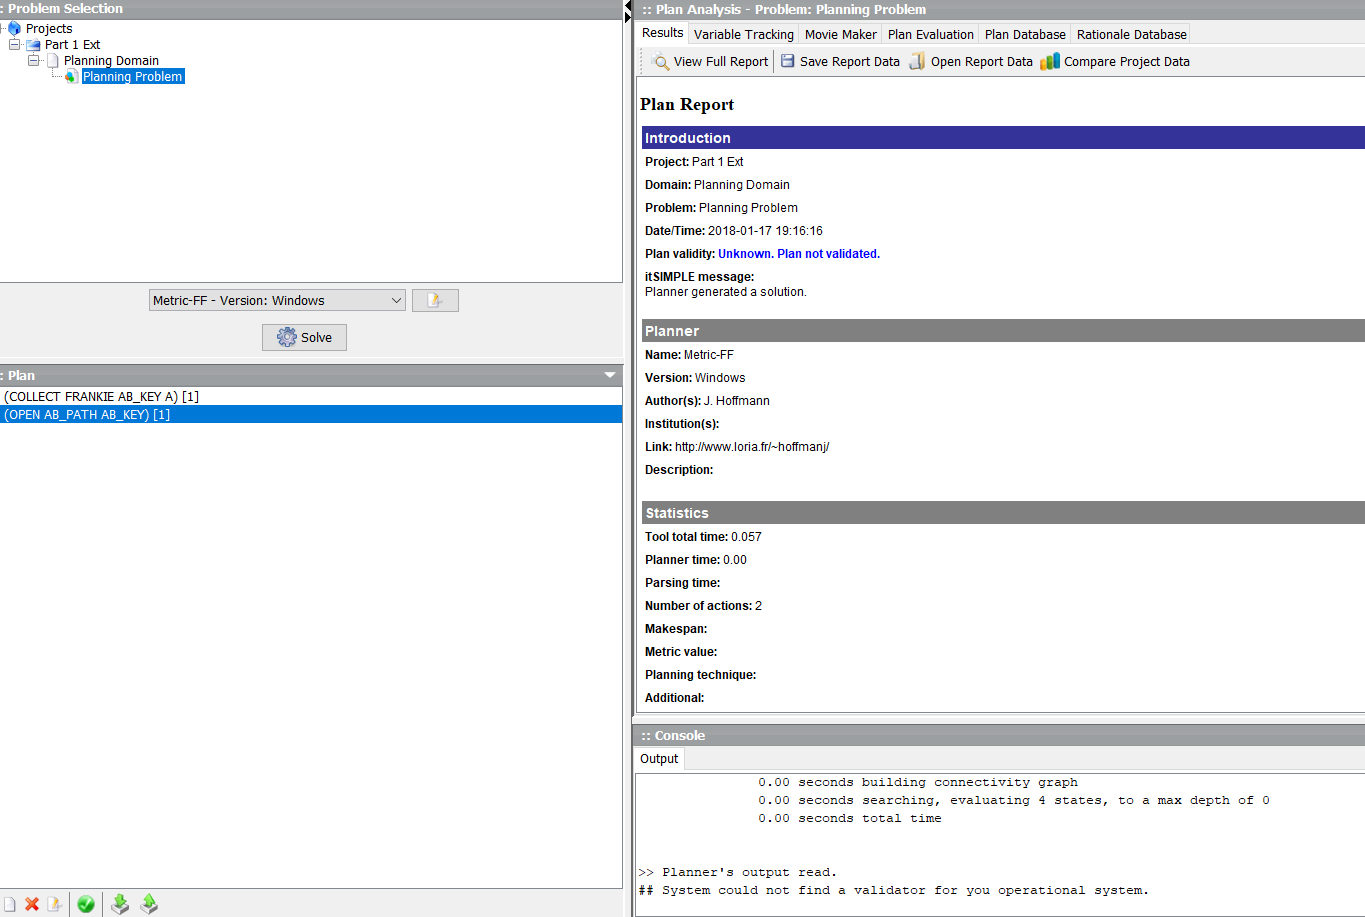 : Problem Selection
Projects
Part 1 Ext
Planning Domain
Planning Problem
Metric-FF - Version: Windows
Solve
: Plan
(COLLECT FRANKIE AB_KEY A) [1]
(OPEN AB_PATH AB_KEY) [1]
:: Plan Analysis - Problem: Planning Problem
Results Variable Tracking Movie Maker Plan Evaluation Plan Database Rationale Database
View Full Report Save Report Data Open Report Data Compare Project Data
Plan Report
Introduction
Project: Part 1 Ext
Domain: Planning Domain
Problem: Planning Problem
Date/Time: 2018-01-17 19:16:16
Plan validity: Unknown. Plan not validated.
itSIMPLE message:
Planner generated a solution.
Planner
Name: Metric-FF
Version: Windows
Author(s): J. Hoffmann
Institution(s):
Link: http://www.loria.fr/~hoffmanj/
Description:
Statistics
Tool total time: 0.057
Planner time: 0.00
Parsing time:
Number of actions: 2
Makespan:
Metric value:
Planning technique:
Additional:
:: Console
Output
0.00 seconds building connectivity graph
0.00 seconds searching, evaluating 4 states, to a max depth of 0
0.00 seconds total time
>> Planner's output read.
## System could not find a validator for you operational system.